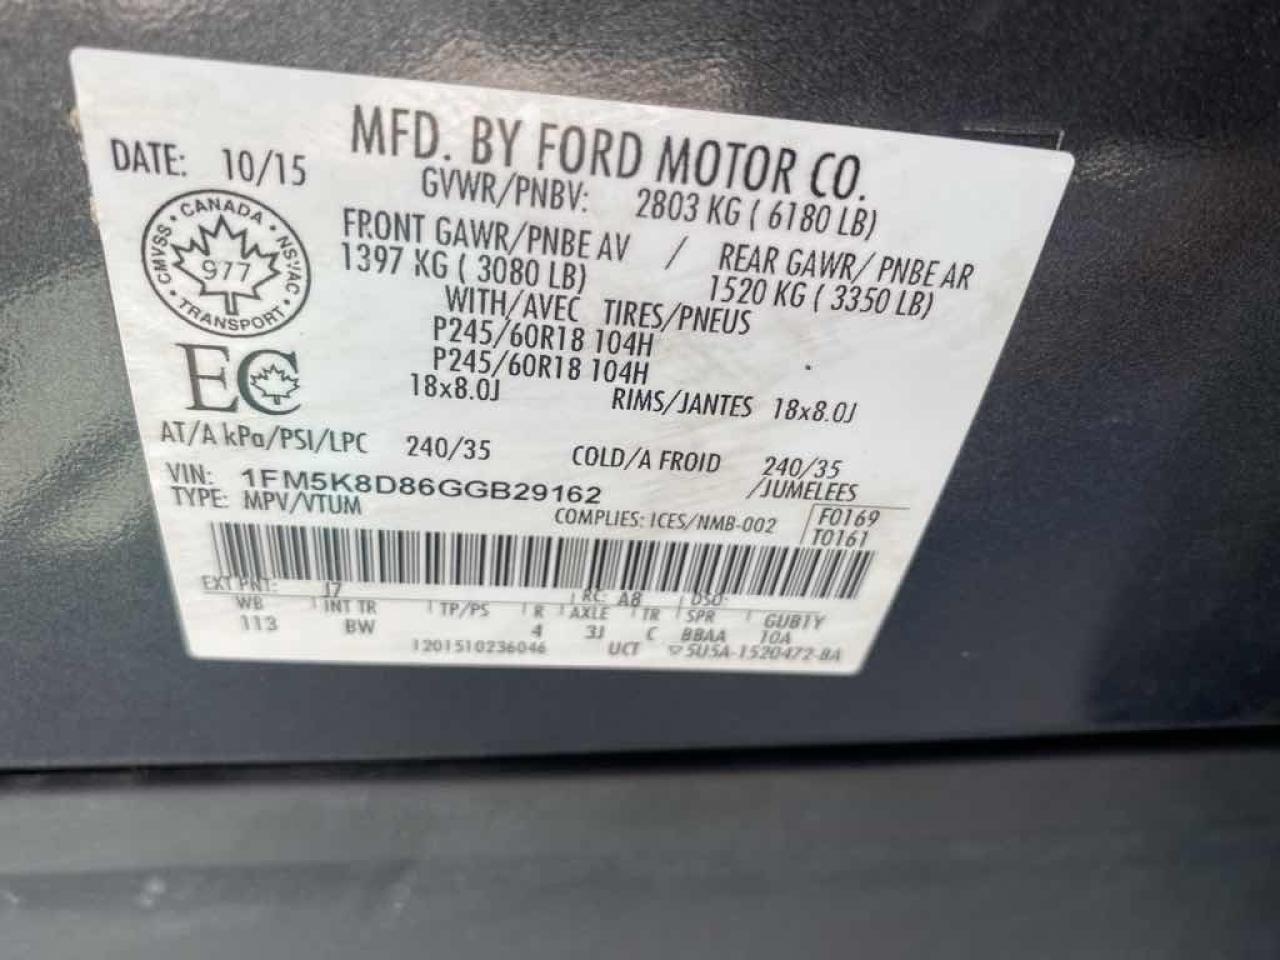 MFD. BY FORD MOTOR CO.
DATE: 10/15
GVWR/PNBV: 2803 KG ( 6180 LB)
FRONT GAWR/PNBE AV / REAR GAWR/ PNBE AR
1397 KG ( 3080 LB) 1520 KG ( 3350 LB)
WITH/AVEC TIRES/PNEUS
P245/60R18 104H
P245/60R18 104H
18x8.0J RIMS/JANTES 18x8.0J
CANADA
CMVSS · NSVAC
977
TRANSPORT
EC
AT/A kPa/PSI/LPC 240/35 COLD/A FROID 240/35
VIN: 1FM5K8D86GGB29162 /JUMELEES
TYPE: MPV/VTUM
COMPLIES: ICES/NMB-002 F0169
T0161
EXT PNT: J7 RC: A8 DSO:
WB INT TR TP/PS R AXLE TR SPR GUB1Y
113 BW 4 3J C BBAA 10A
1201510236046 UCT 5U5A-1520472-BA